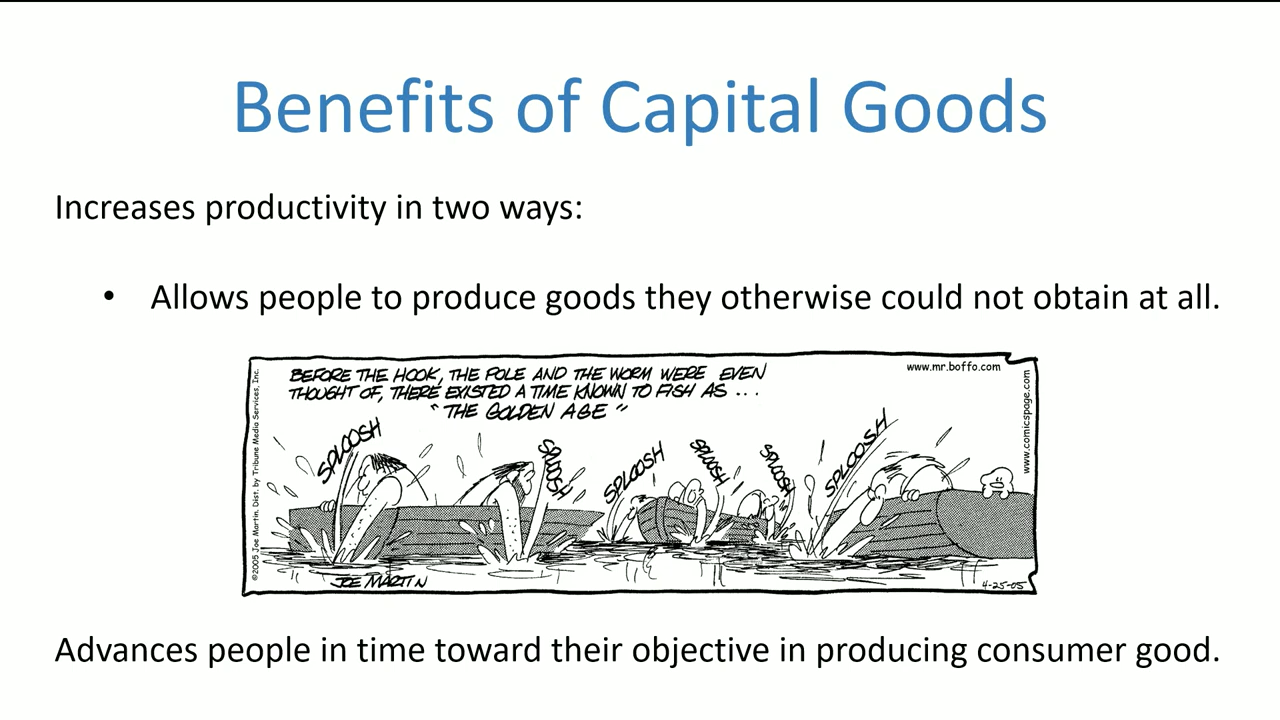 Benefits of Capital Goods
Increases productivity in two ways:
• Allows people to produce goods they otherwise could not obtain at all.
BEFORE THE HOOK, THE POLE AND THE WORM WERE EVEN
THOUGHT OF, THERE EXISTED A TIME KNOWN TO FISH AS ...
"THE GOLDEN AGE"
www.mr.boffo.com
©2005 Joe Martin, Dist. by Tribune Media Services, Inc.
www.comicspage.com
SPLOOSH
SPLOOSH
SPLOOSH
SPLOOSH
SPLOOSH
SPLOOSH
JOE MARTIN
4-25-05
Advances people in time toward their objective in producing consumer good.